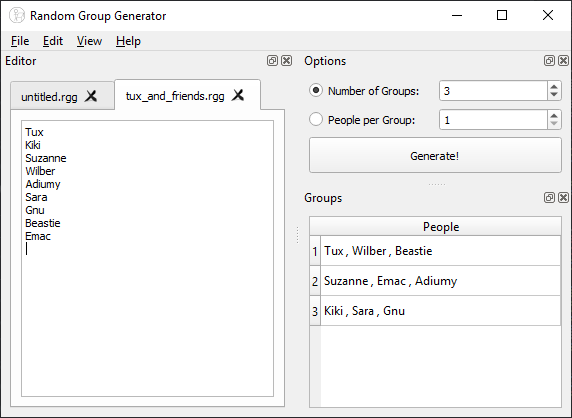 Random Group Generator
File Edit View Help
Editor
untitled.rgg
tux_and_friends.rgg
Tux
Kiki
Suzanne
Wilber
Adiumy
Sara
Gnu
Beastie
Emac
Options
Number of Groups: 3
People per Group: 1
Generate!
Groups
People
1 Tux , Wilber , Beastie
2 Suzanne , Emac , Adiumy
3 Kiki , Sara , Gnu